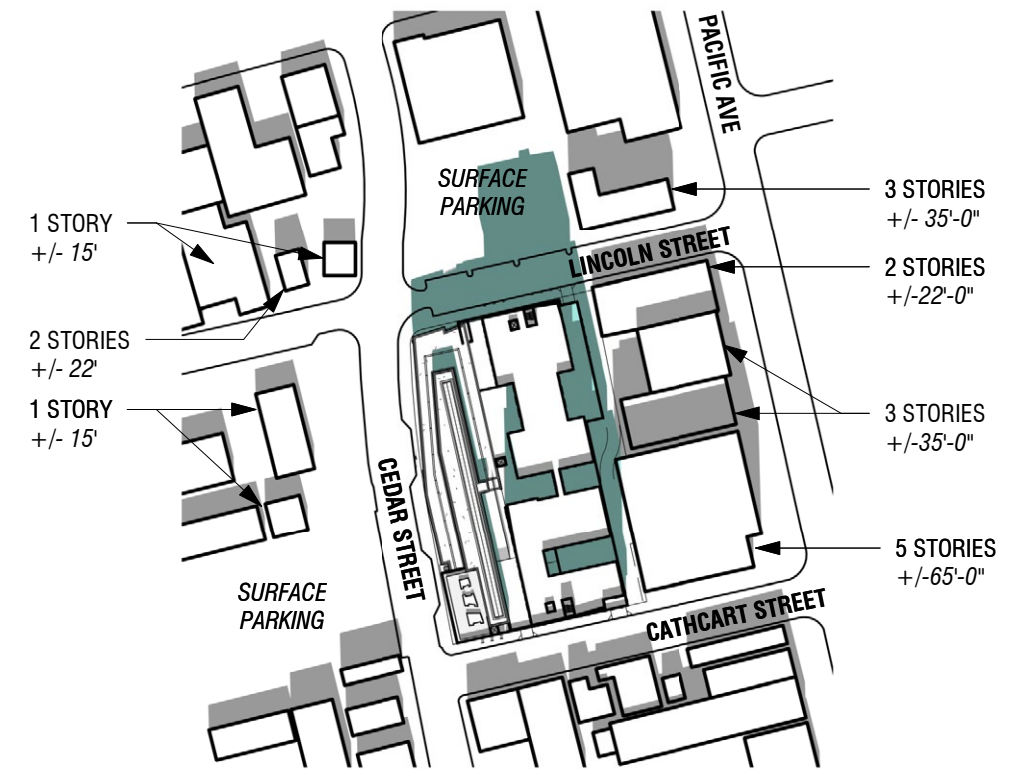 PACIFIC AVE
SURFACE
PARKING
3 STORIES
+/- 35'-0"
1 STORY
+/- 15'
LINCOLN STREET
2 STORIES
+/-22'-0"
2 STORIES
+/- 22'
1 STORY
+/- 15'
3 STORIES
+/-35'-0"
CEDAR STREET
5 STORIES
+/-65'-0"
SURFACE
PARKING
CATHCART STREET